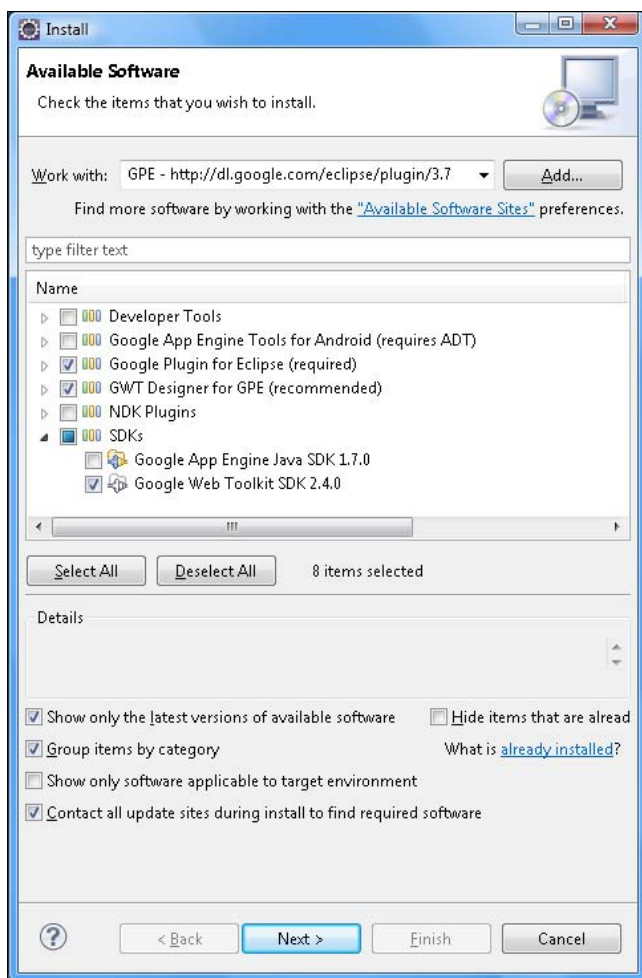 Install
Available Software
Check the items that you wish to install.
Work with: GPE - http://dl.google.com/eclipse/plugin/3.7 Add...
Find more software by working with the "Available Software Sites" preferences.
type filter text
Name
Developer Tools
Google App Engine Tools for Android (requires ADT)
Google Plugin for Eclipse (required)
GWT Designer for GPE (recommended)
NDK Plugins
SDKs
Google App Engine Java SDK 1.7.0
Google Web Toolkit SDK 2.4.0
Select All Deselect All 8 items selected
Details
Show only the latest versions of available software Hide items that are alread
Group items by category What is already installed?
Show only software applicable to target environment
Contact all update sites during install to find required software
? < Back Next > Finish Cancel